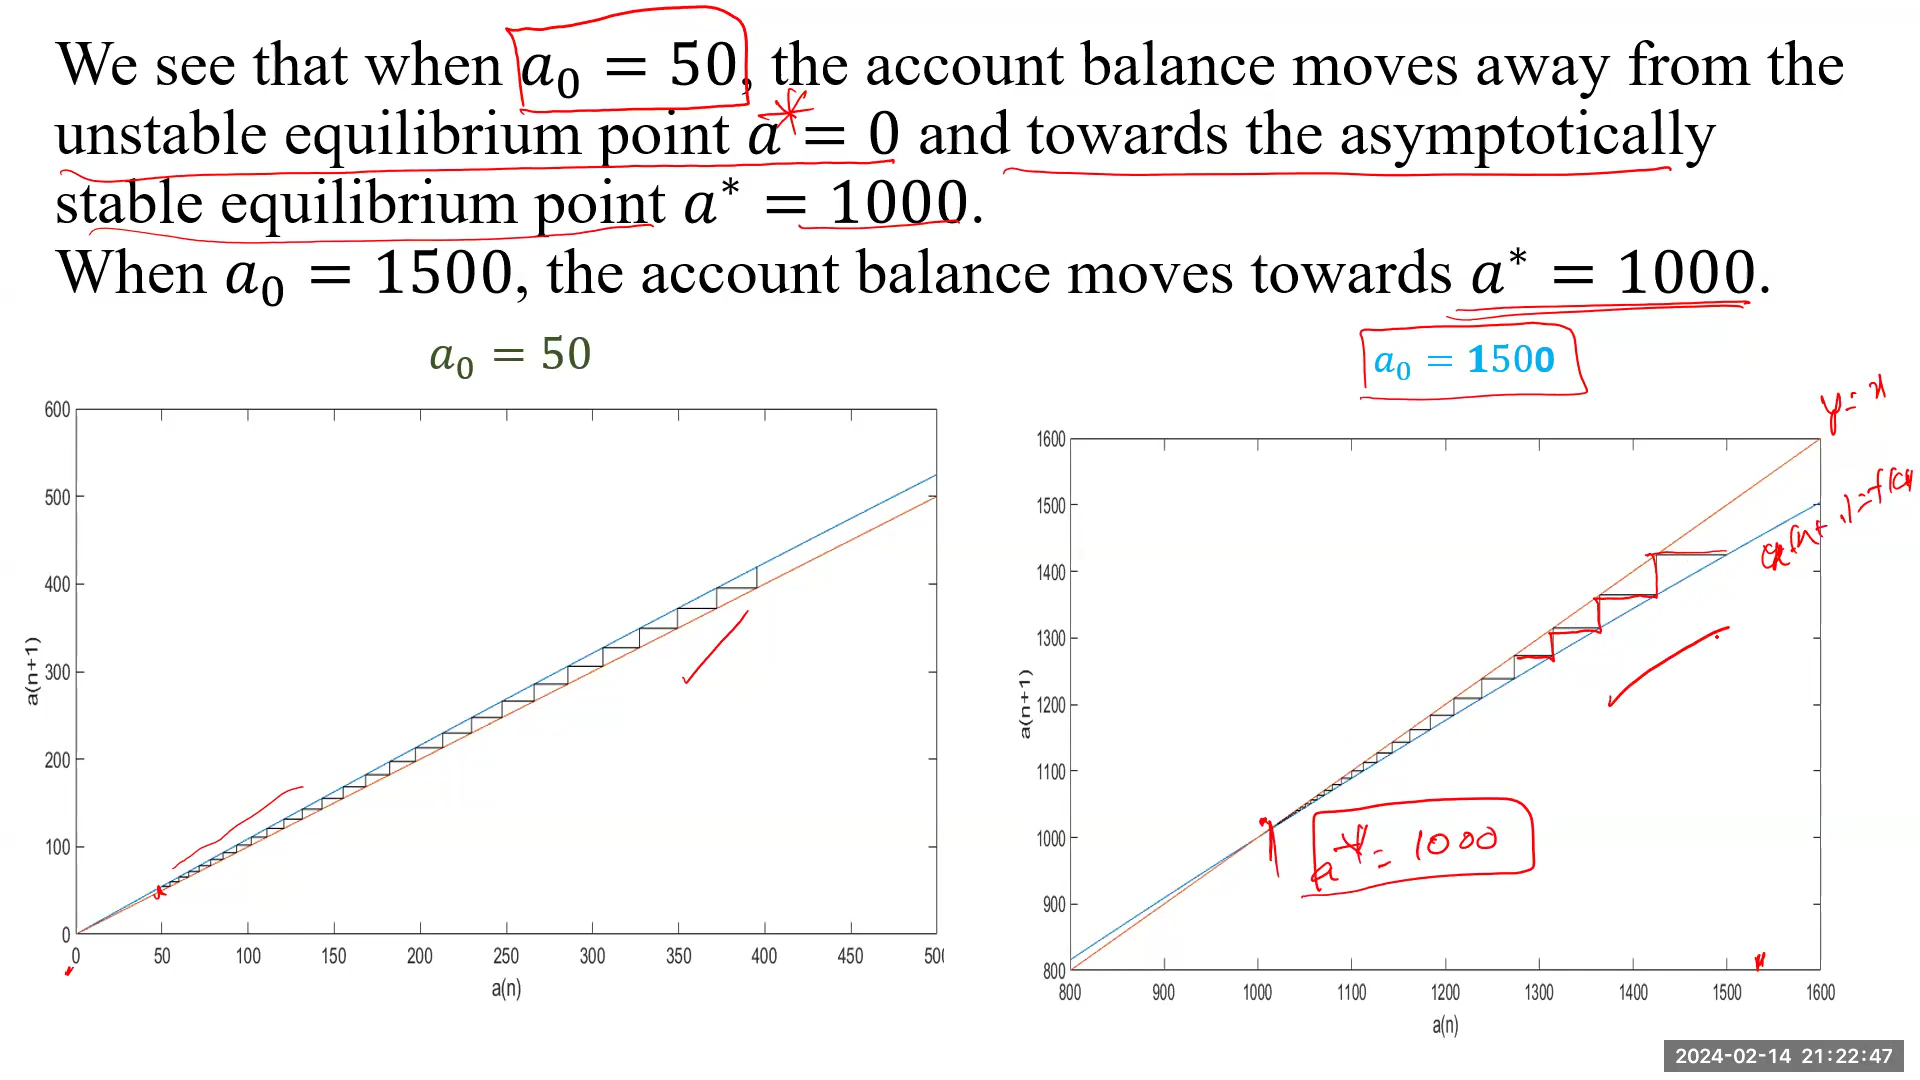 We see that when a₀ = 50, the account balance moves away from the
unstable equilibrium point a* = 0 and towards the asymptotically
stable equilibrium point a* = 1000.
When a₀ = 1500, the account balance moves towards a* = 1000.
a₀ = 50
a₀ = 1500
600
500
400
300
200
100
0
a(n+1)
0 50 100 150 200 250 300 350 400 450 500
a(n)
y = x
1600
1500
1400
1300
1200
1100
1000
900
800
a(n+1)
a* = 1000
800 900 1000 1100 1200 1300 1400 1500 1600
a(n)
2024-02-14 21:22:47